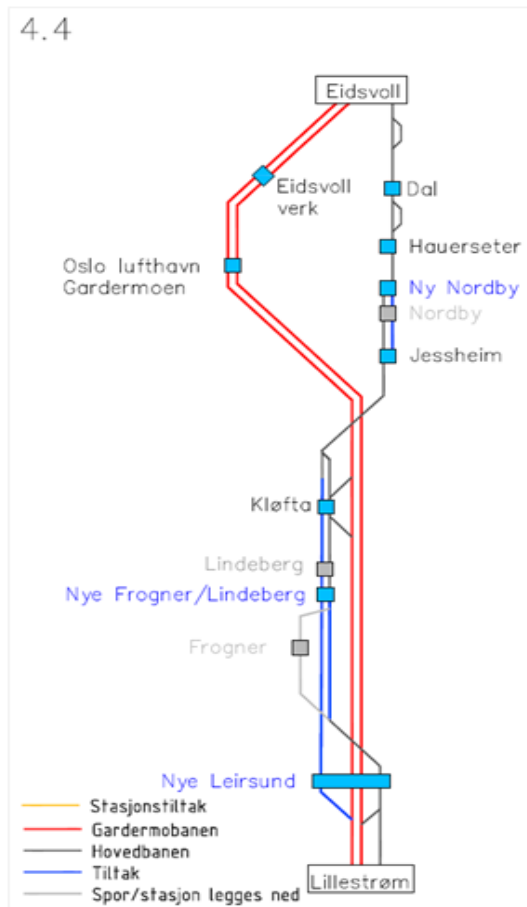 4.4
Eidsvoll
Eidsvoll
verk
Dal
Hauerseter
Oslo lufthavn
Gardermoen
Ny Nordby
Nordby
Jessheim
Kløfta
Lindeberg
Nye Frogner/Lindeberg
Frogner
Nye Leirsund
Stasjonstiltak
Gardermobanen
Hovedbanen
Tiltak
Spor/stasjon legges ned
Lillestrøm